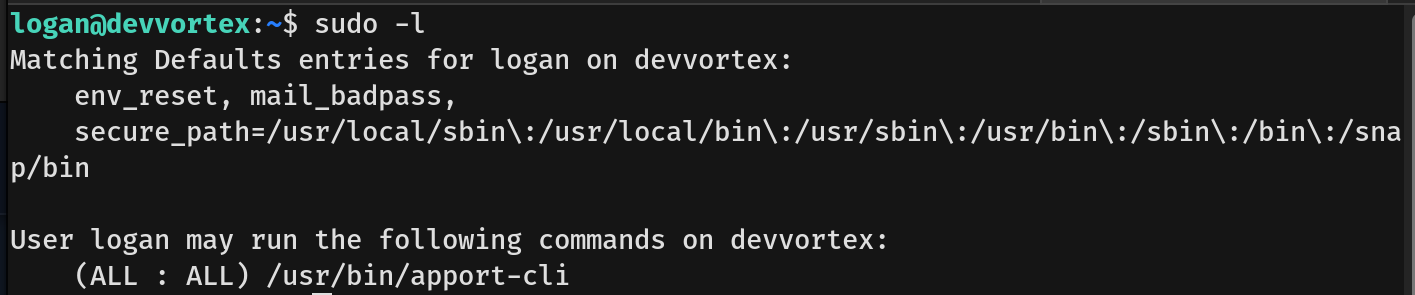 logan@devvortex:~$ sudo -l
Matching Defaults entries for logan on devvortex:
    env_reset, mail_badpass,
    secure_path=/usr/local/sbin\:/usr/local/bin\:/usr/sbin\:/usr/bin\:/sbin\:/bin\:/sna
p/bin

User logan may run the following commands on devvortex:
    (ALL : ALL) /usr/bin/apport-cli